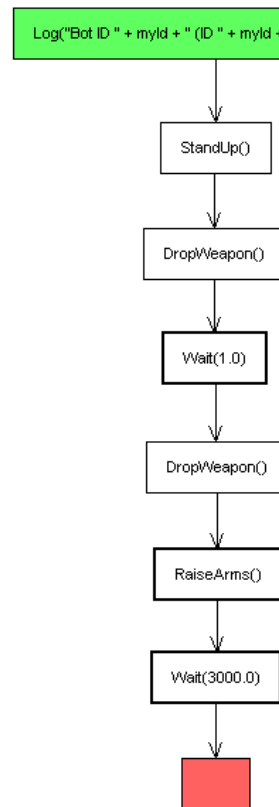 Log("Bot ID " + myId + " (ID " + myId +
StandUp()
DropWeapon()
Wait(1.0)
DropWeapon()
RaiseArms()
Wait(3000.0)